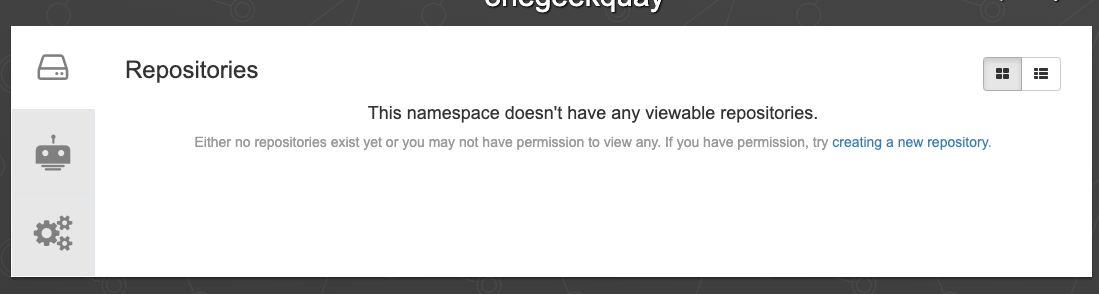 onegeekquay
Repositories
This namespace doesn't have any viewable repositories.
Either no repositories exist yet or you may not have permission to view any. If you have permission, try creating a new repository.